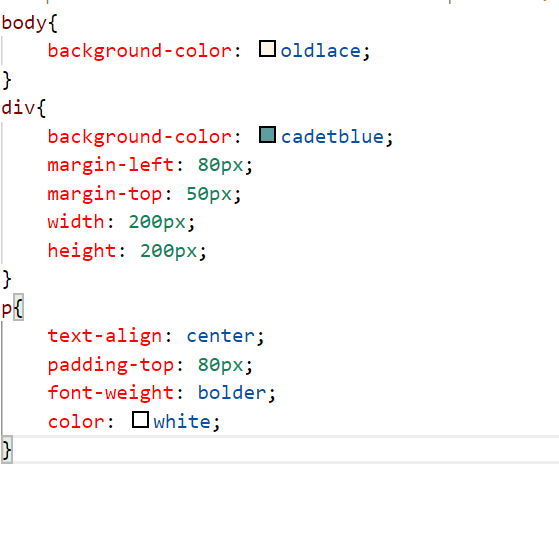 body{
    background-color: oldlace;
}
div{
    background-color: cadetblue;
    margin-left: 80px;
    margin-top: 50px;
    width: 200px;
    height: 200px;
}
p{
    text-align: center;
    padding-top: 80px;
    font-weight: bolder;
    color: white;
}